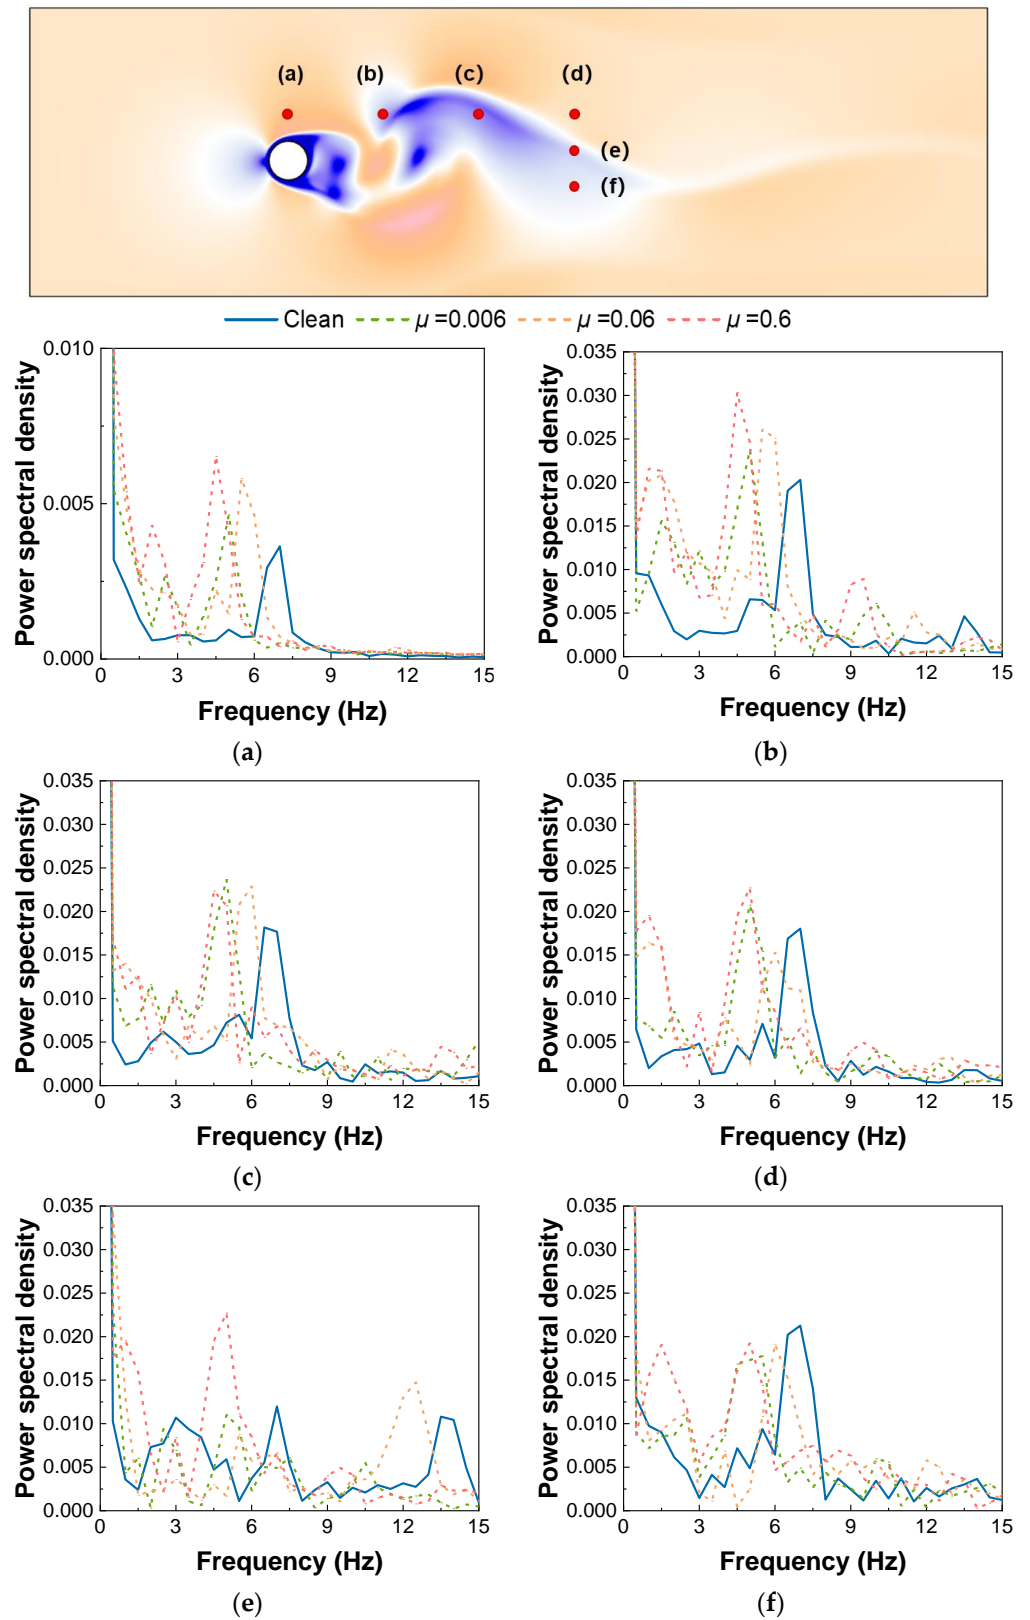 (a) (b) (c) (d)
(e)
(f)
Clean μ =0.006 μ =0.06 μ =0.6
Power spectral density
0.010
0.005
0.000
0 3 6 9 12 15
Frequency (Hz)
(a)
Power spectral density
0.035
0.030
0.025
0.020
0.015
0.010
0.005
0.000
0 3 6 9 12 15
Frequency (Hz)
(b)
Power spectral density
0.035
0.030
0.025
0.020
0.015
0.010
0.005
0.000
0 3 6 9 12 15
Frequency (Hz)
(c)
Power spectral density
0.035
0.030
0.025
0.020
0.015
0.010
0.005
0.000
0 3 6 9 12 15
Frequency (Hz)
(d)
Power spectral density
0.035
0.030
0.025
0.020
0.015
0.010
0.005
0.000
0 3 6 9 12 15
Frequency (Hz)
(e)
Power spectral density
0.035
0.030
0.025
0.020
0.015
0.010
0.005
0.000
0 3 6 9 12 15
Frequency (Hz)
(f)